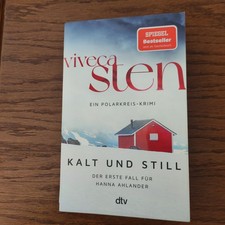 SPIEGEL
Bestseller
viveca
sten
EIN POLARKREIS-KRIMI
KALT UND STILL
DER ERSTE FALL FÜR
HANNA AHLANDER
dtv